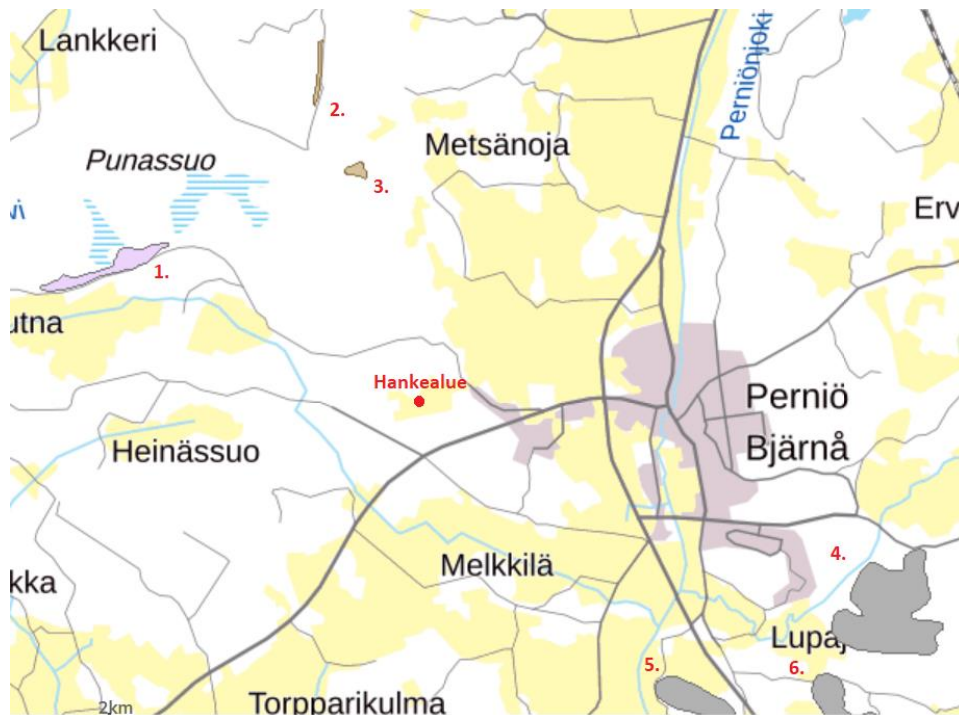 Lankkeri
Perniönjoki
2.
Metsänoja
Punassuo
3.
Erv
1.
utna
Hankealue
Perniö
Bjärnå
Heinässuo
4.
Melkkilä
kka
Lupaj
5.
6.
Torpparikulma
2km